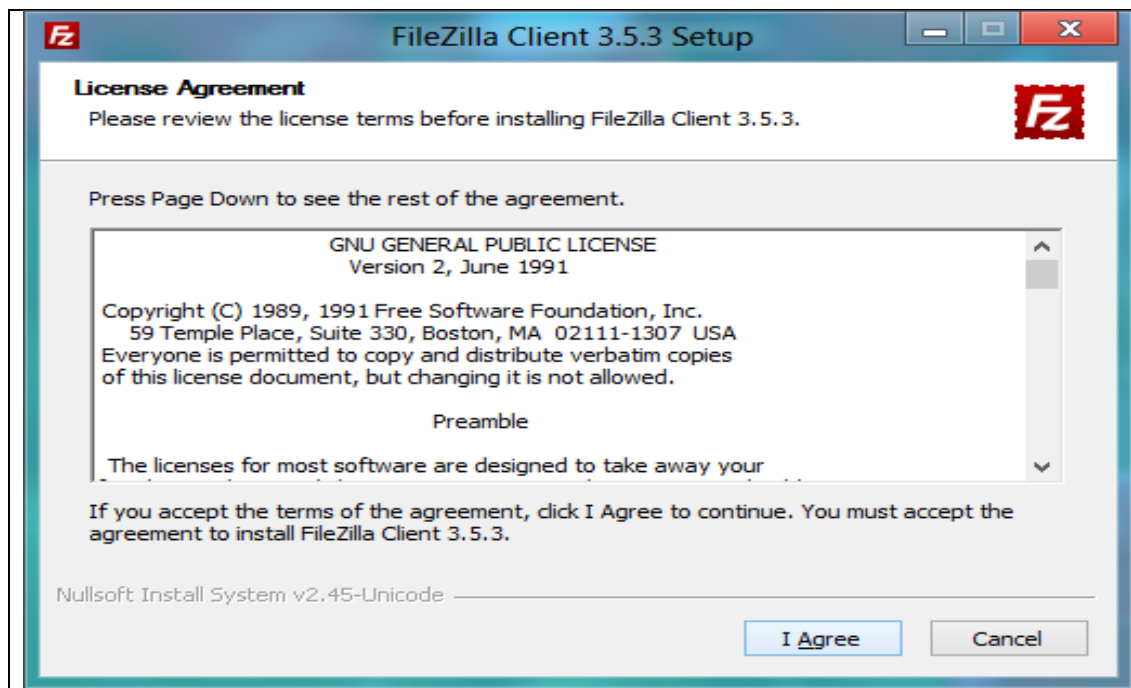 Fz
FileZilla Client 3.5.3 Setup
License Agreement
Please review the license terms before installing FileZilla Client 3.5.3.
Fz
Press Page Down to see the rest of the agreement.
GNU GENERAL PUBLIC LICENSE
Version 2, June 1991
Copyright (C) 1989, 1991 Free Software Foundation, Inc.
59 Temple Place, Suite 330, Boston, MA  02111-1307  USA
Everyone is permitted to copy and distribute verbatim copies
of this license document, but changing it is not allowed.
Preamble
The licenses for most software are designed to take away your
If you accept the terms of the agreement, click I Agree to continue. You must accept the
agreement to install FileZilla Client 3.5.3.
Nullsoft Install System v2.45-Unicode
I Agree
Cancel